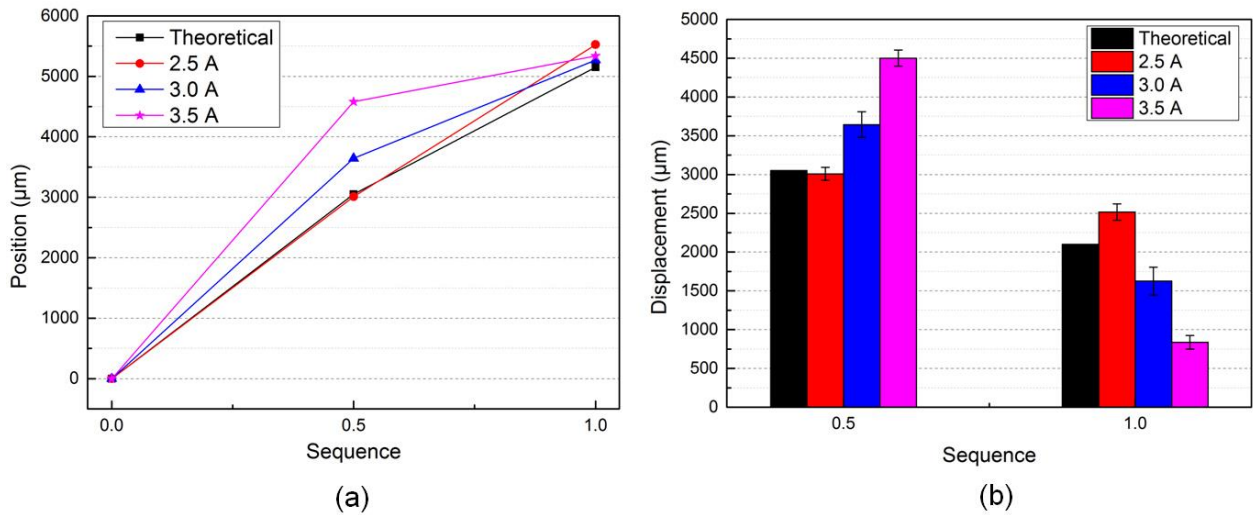 6000
5000
4000
3000
2000
1000
0
Position (µm)
Theoretical
2.5 A
3.0 A
3.5 A
0.0 0.5 1.0
Sequence
(a)
5000
4500
4000
3500
3000
2500
2000
1500
1000
500
0
Displacement (µm)
Theoretical
2.5 A
3.0 A
3.5 A
0.5 1.0
Sequence
(b)